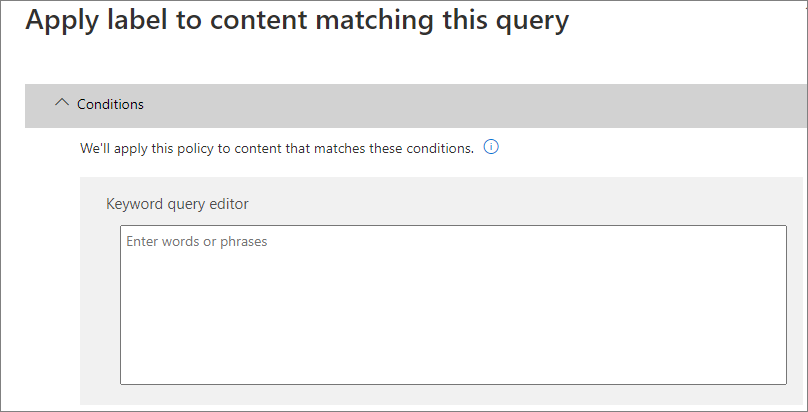 Apply label to content matching this query
Conditions
We'll apply this policy to content that matches these conditions.
Keyword query editor
Enter words or phrases